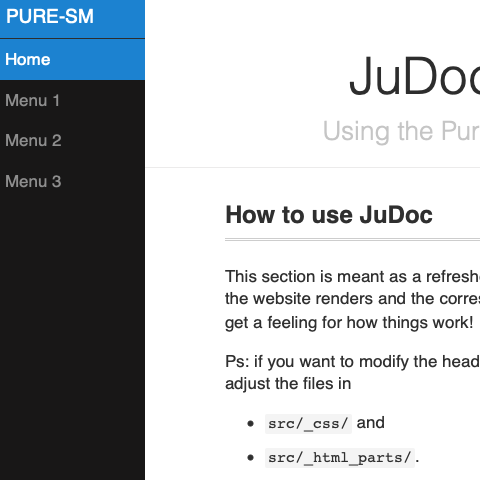 PURE-SM
Home
Menu 1
Menu 2
Menu 3
JuDoc
Using the Pur
How to use JuDoc
This section is meant as a refreshe
the website renders and the corres
get a feeling for how things work!
Ps: if you want to modify the head
adjust the files in
src/_css/ and
src/_html_parts/.